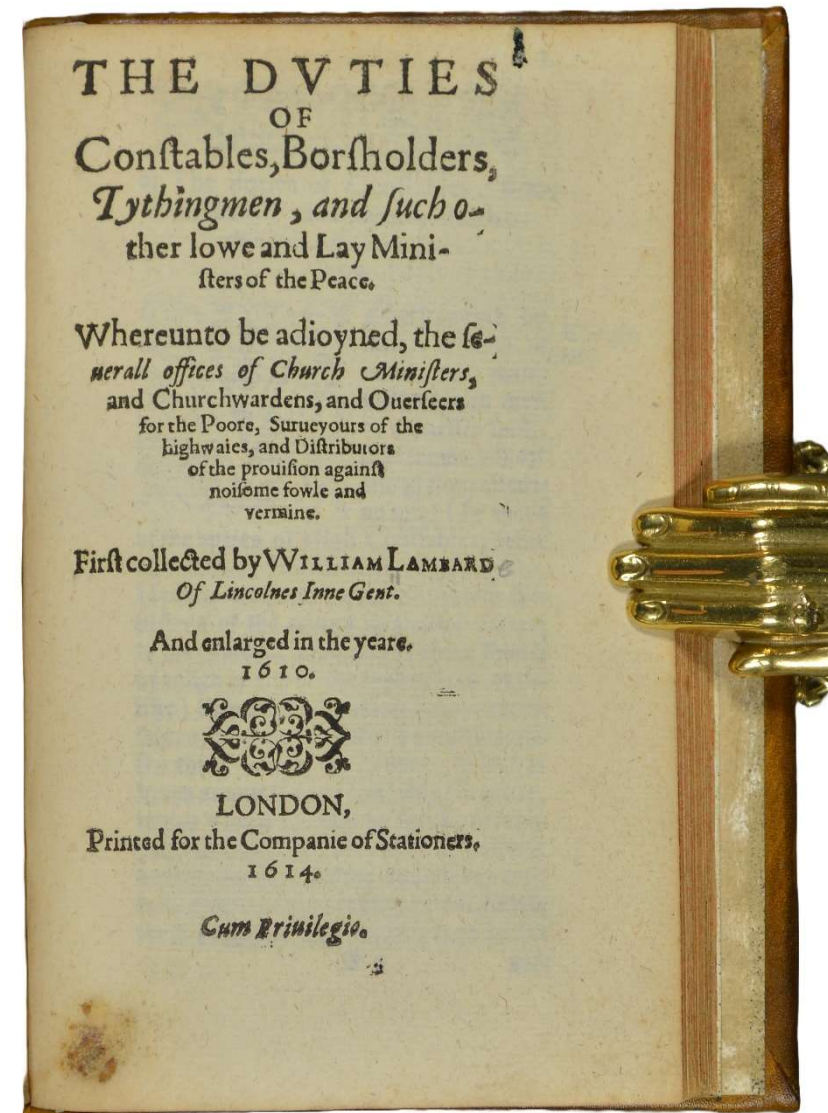 THE DVTIES
OF
Conſtables, Borſholders,
Tythingmen, and ſuch o-
ther lowe and Lay Mini-
ſters of the Peace.
Whereunto be adioyned, the ſe-
uerall offices of Church Miniſters,
and Churchwardens, and Ouerſeers
for the Poore, Surueyours of the
highwaies, and Diſtributors
of the prouiſion againſt
noiſome fowle and
vermine.
Firſt collected by WILLIAM LAMBARD
Of Lincolnes Inne Gent.
And enlarged in the yeare.
1610.
LONDON,
Printed for the Companie of Stationers.
1614.
Cum Priuilegio.